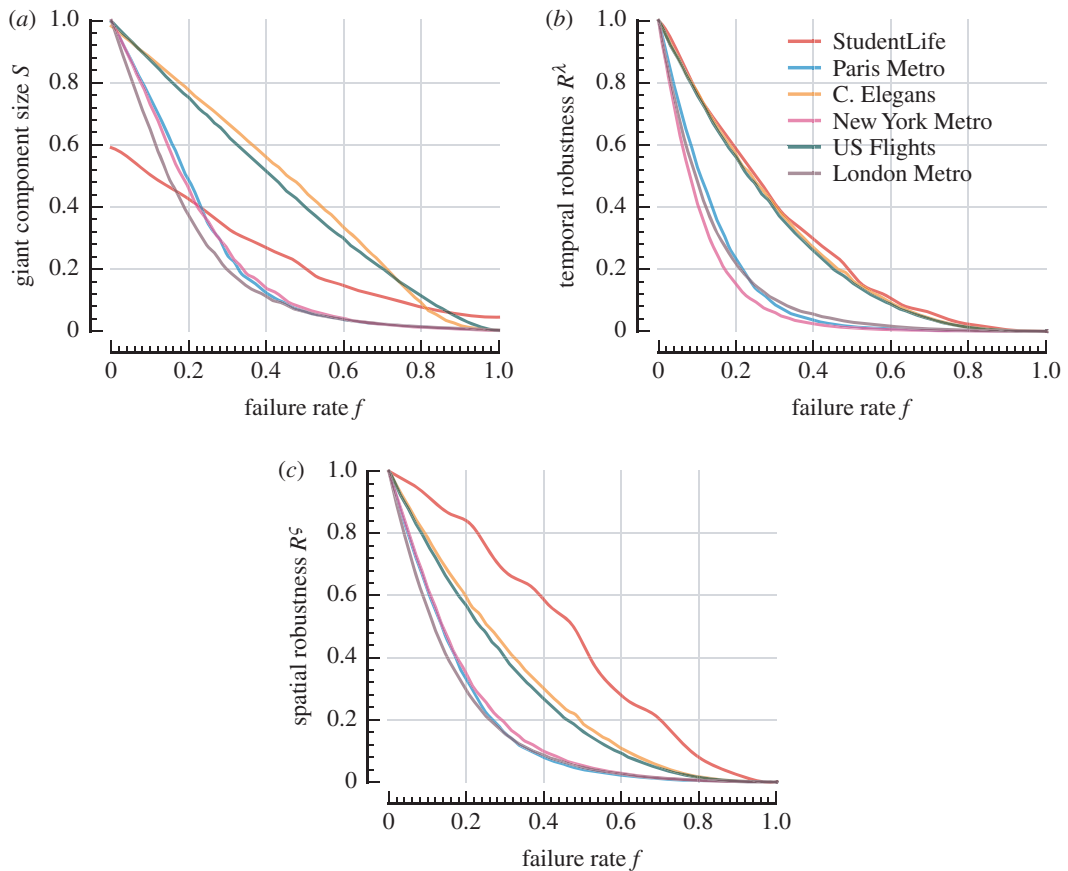 (a)
giant component size S
1.0
0.8
0.6
0.4
0.2
0
0 0.2 0.4 0.6 0.8 1.0
failure rate f
(b)
temporal robustness R^λ
1.0
0.8
0.6
0.4
0.2
0
StudentLife
Paris Metro
C. Elegans
New York Metro
US Flights
London Metro
0 0.2 0.4 0.6 0.8 1.0
failure rate f
(c)
spatial robustness R^ς
1.0
0.8
0.6
0.4
0.2
0
0 0.2 0.4 0.6 0.8 1.0
failure rate f